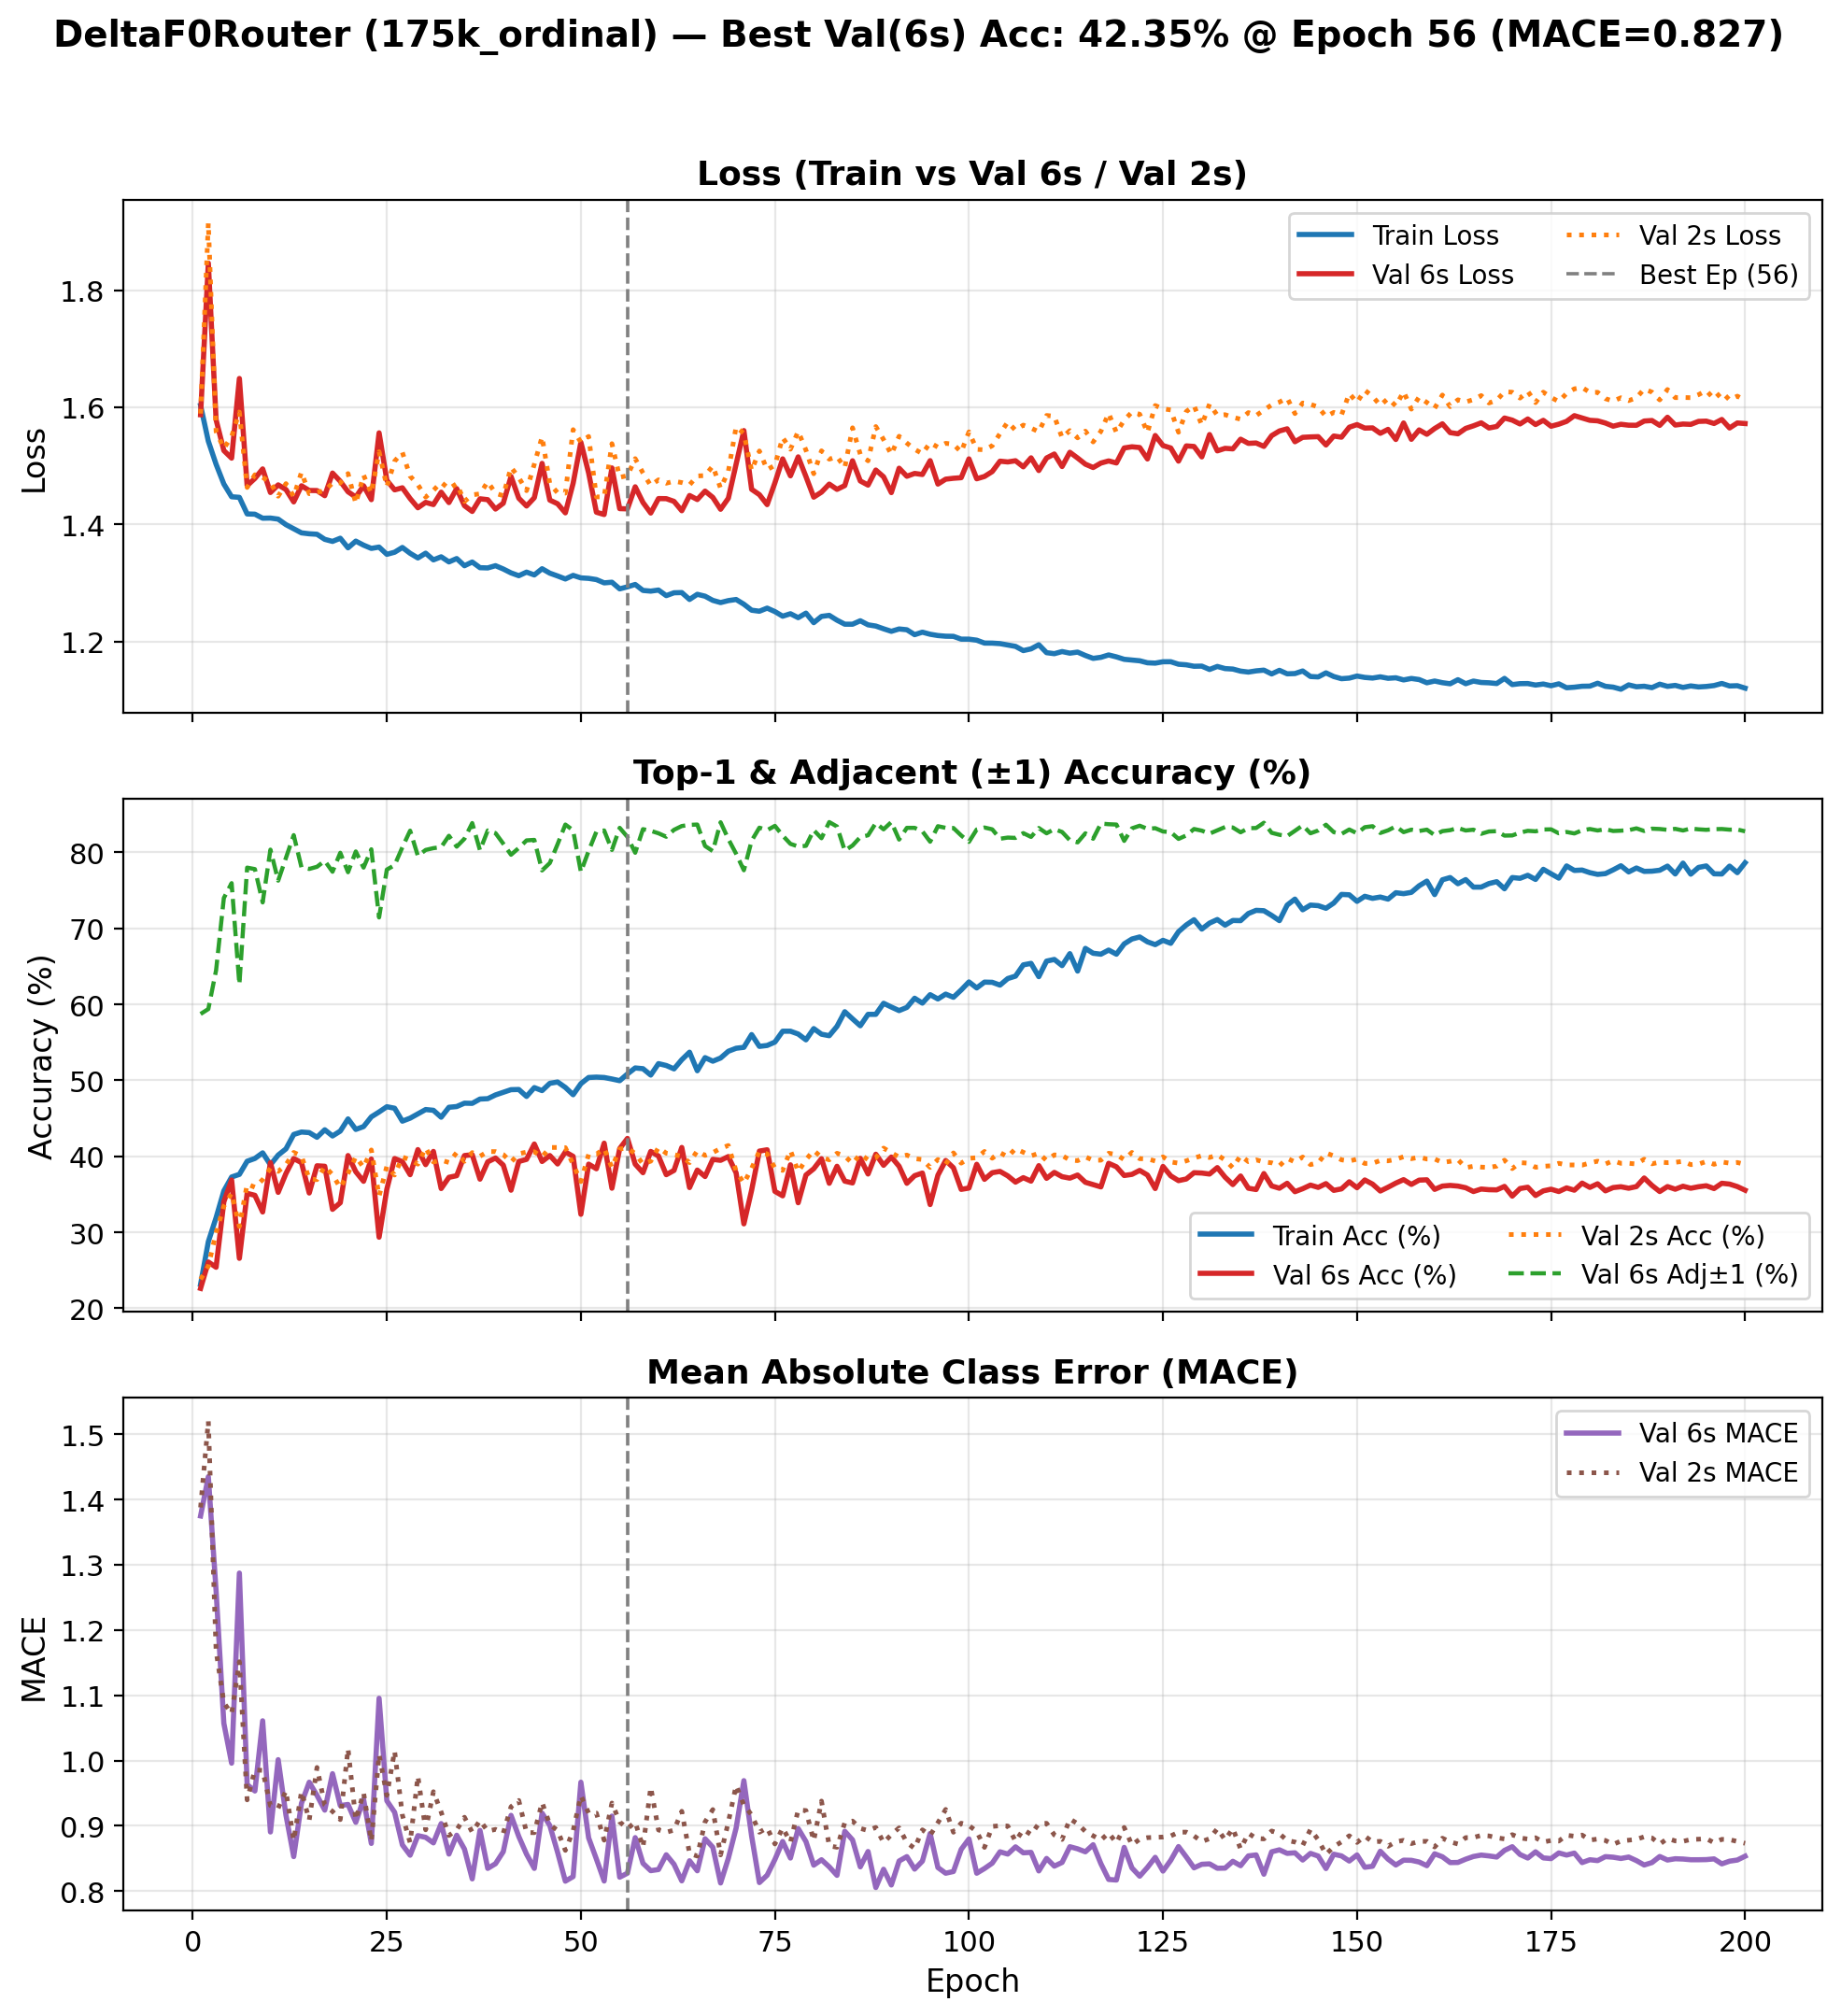 DeltaF0Router (175k_ordinal) — Best Val(6s) Acc: 42.35% @ Epoch 56 (MACE=0.827)
Loss (Train vs Val 6s / Val 2s)
Loss
1.8
1.6
1.4
1.2
Train Loss
Val 6s Loss
Val 2s Loss
Best Ep (56)
Top-1 & Adjacent (±1) Accuracy (%)
Accuracy (%)
80
70
60
50
40
30
20
Train Acc (%)
Val 6s Acc (%)
Val 2s Acc (%)
Val 6s Adj±1 (%)
Mean Absolute Class Error (MACE)
MACE
1.5
1.4
1.3
1.2
1.1
1.0
0.9
0.8
Val 6s MACE
Val 2s MACE
0 25 50 75 100 125 150 175 200
Epoch